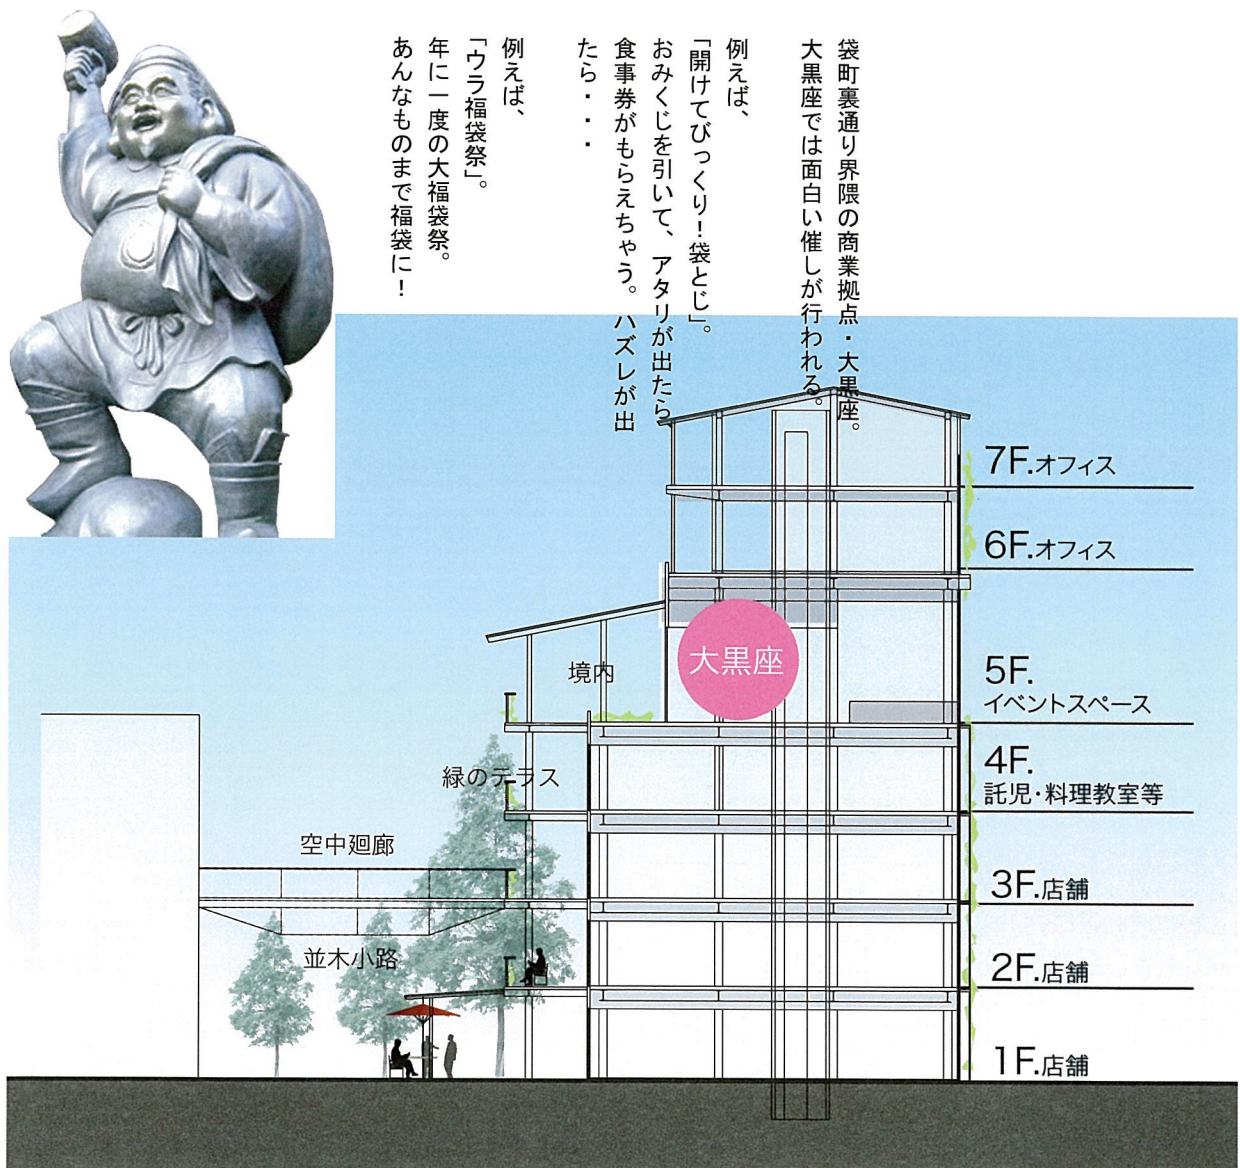 袋町裏通り界隈の商業拠点・大黒座。
大黒座では面白い催しが行われる。
例えば、
「開けてびっくり！袋とじ」。
おみくじを引いて、アタリが出たら
食事券がもらえちゃう。ハズレが出
たら・・・
例えば、
「ウラ福袋祭」。
年に一度の大福袋祭。
あんなものまで福袋に！
7F.オフィス
6F.オフィス
大黒座
境内
5F.
イベントスペース
緑のテラス
4F.
託児・料理教室等
空中廻廊
3F.店舗
並木小路
2F.店舗
1F.店舗